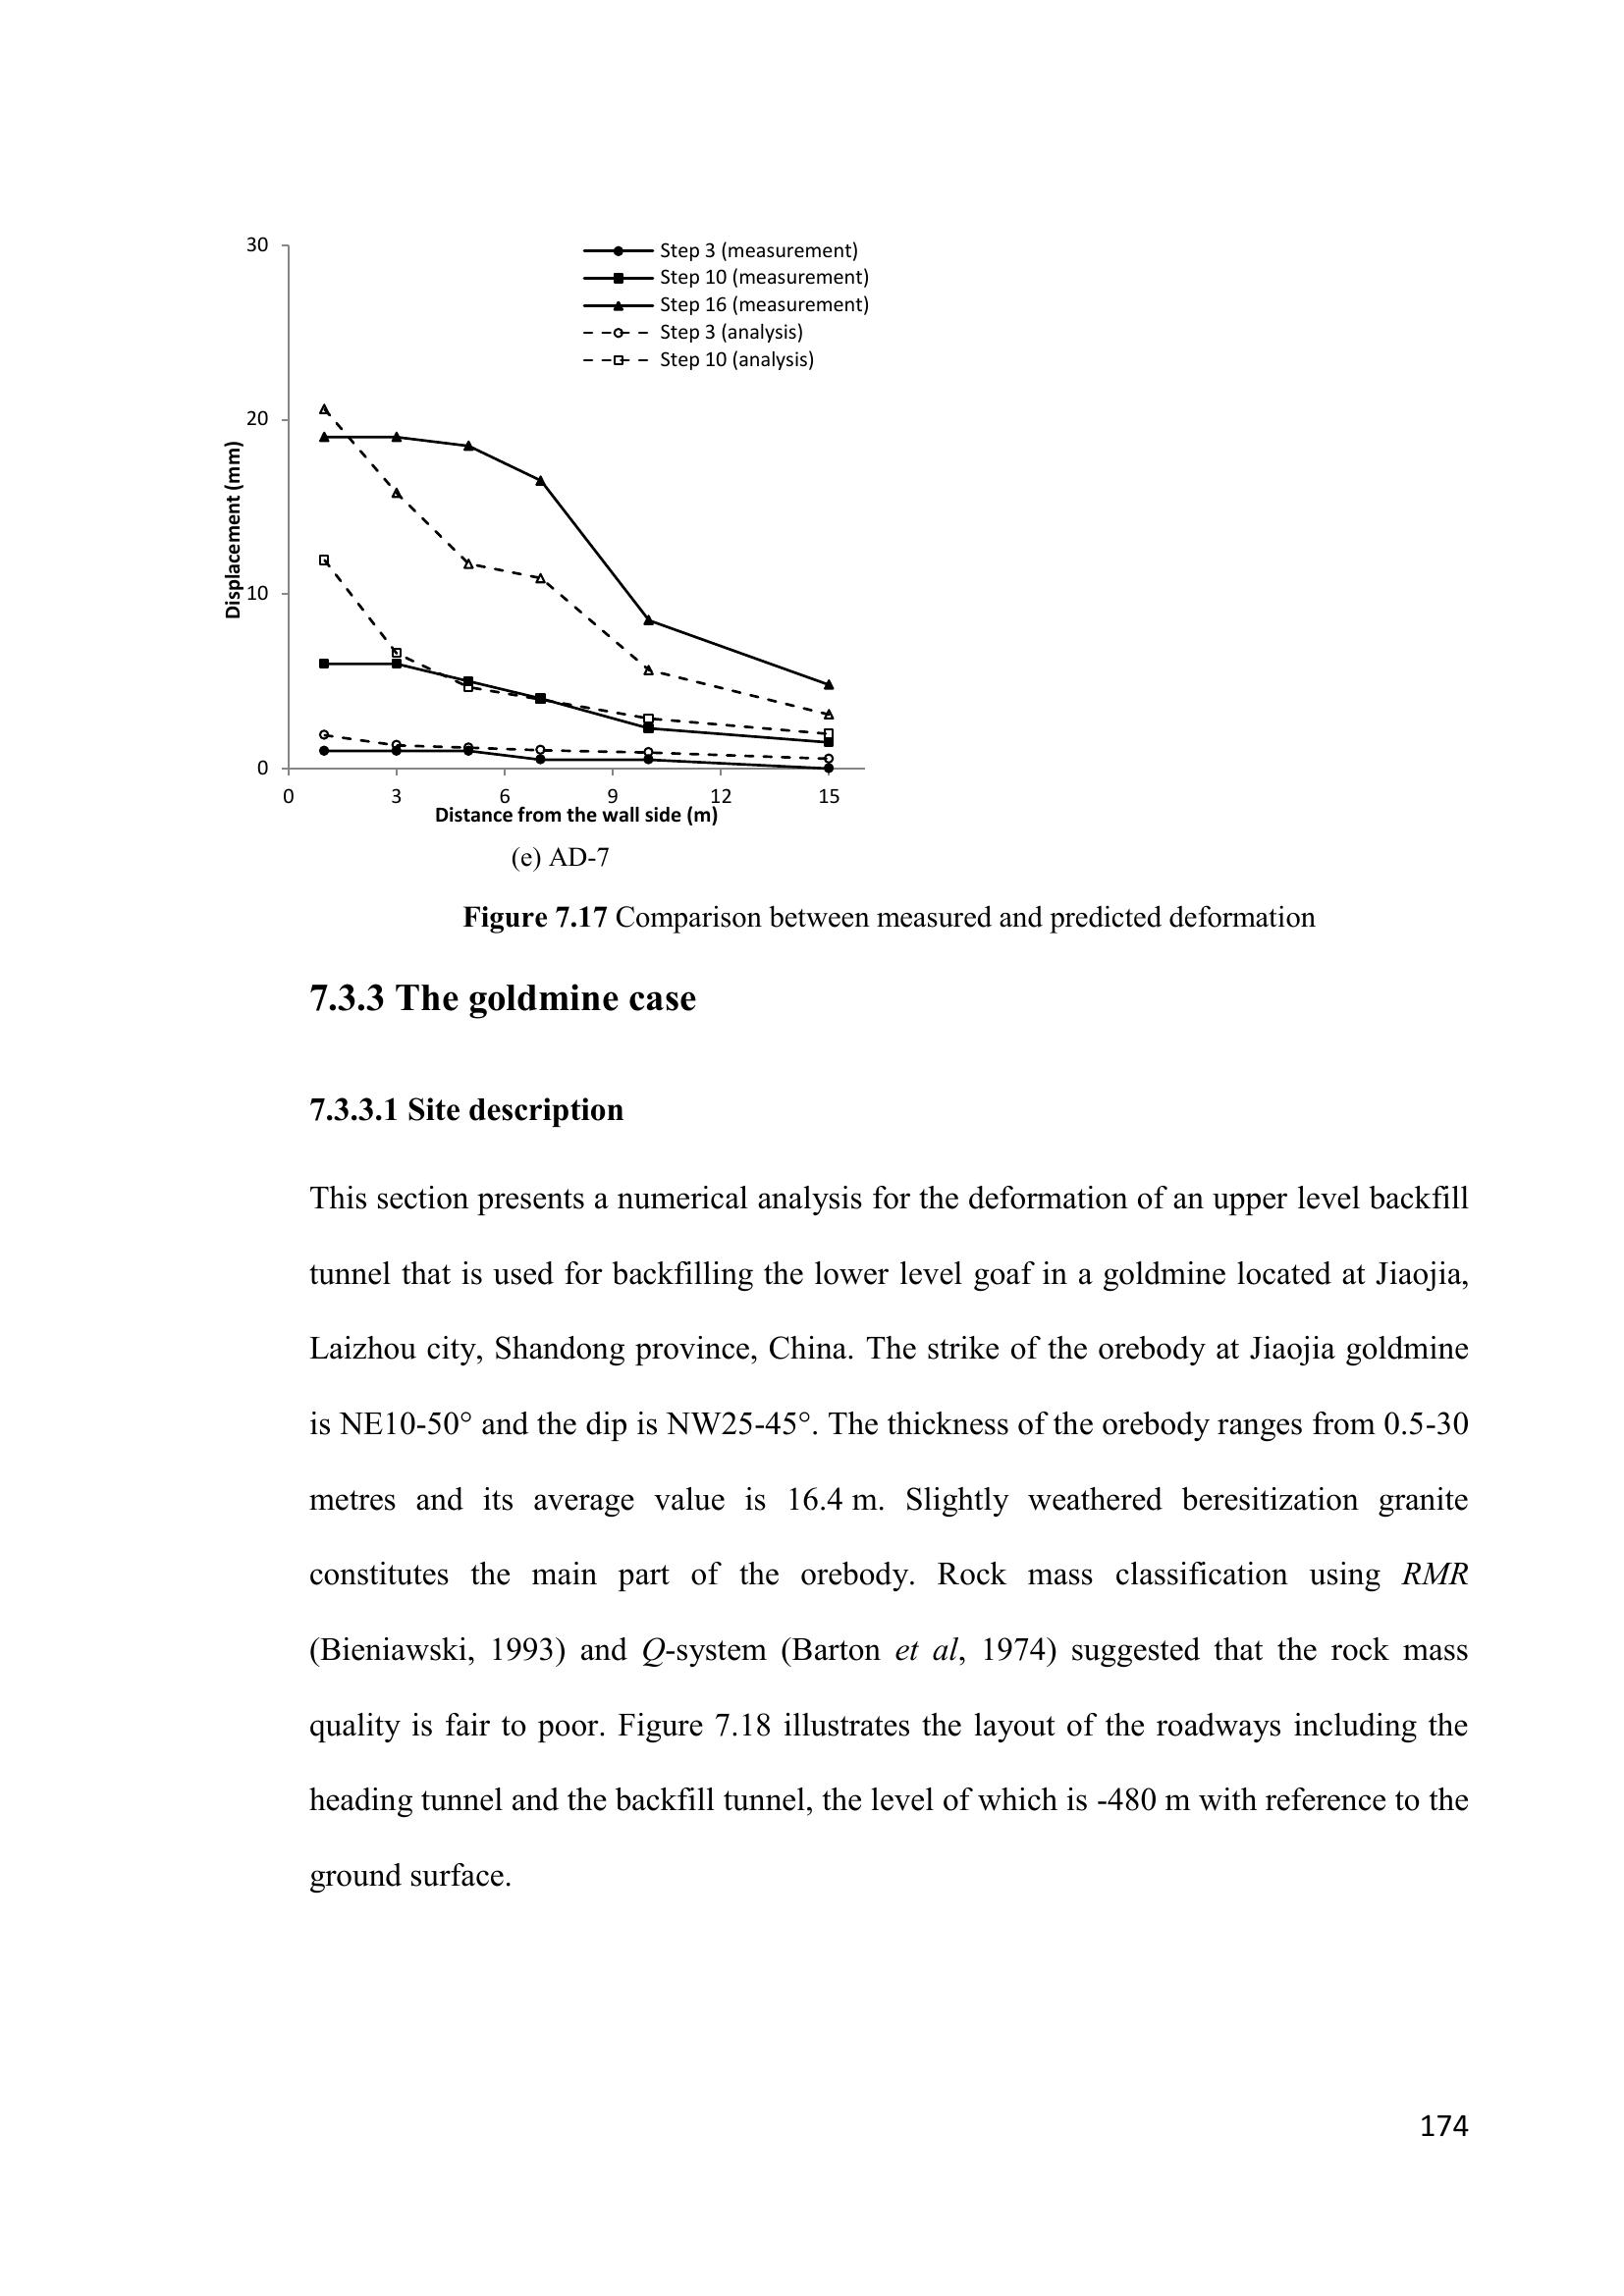 30
20
10
0
Displacement (mm)
Step 3 (measurement)
Step 10 (measurement)
Step 16 (measurement)
Step 3 (analysis)
Step 10 (analysis)
0 3 6 9 12 15
Distance from the wall side (m)
(e) AD-7
Figure 7.17 Comparison between measured and predicted deformation
7.3.3 The goldmine case
7.3.3.1 Site description
This section presents a numerical analysis for the deformation of an upper level backfill
tunnel that is used for backfilling the lower level goaf in a goldmine located at Jiaojia,
Laizhou city, Shandong province, China. The strike of the orebody at Jiaojia goldmine
is NE10-50° and the dip is NW25-45°. The thickness of the orebody ranges from 0.5-30
metres and its average value is 16.4 m. Slightly weathered beresitization granite
constitutes the main part of the orebody. Rock mass classification using RMR
(Bieniawski, 1993) and Q-system (Barton et al, 1974) suggested that the rock mass
quality is fair to poor. Figure 7.18 illustrates the layout of the roadways including the
heading tunnel and the backfill tunnel, the level of which is -480 m with reference to the
ground surface.
174